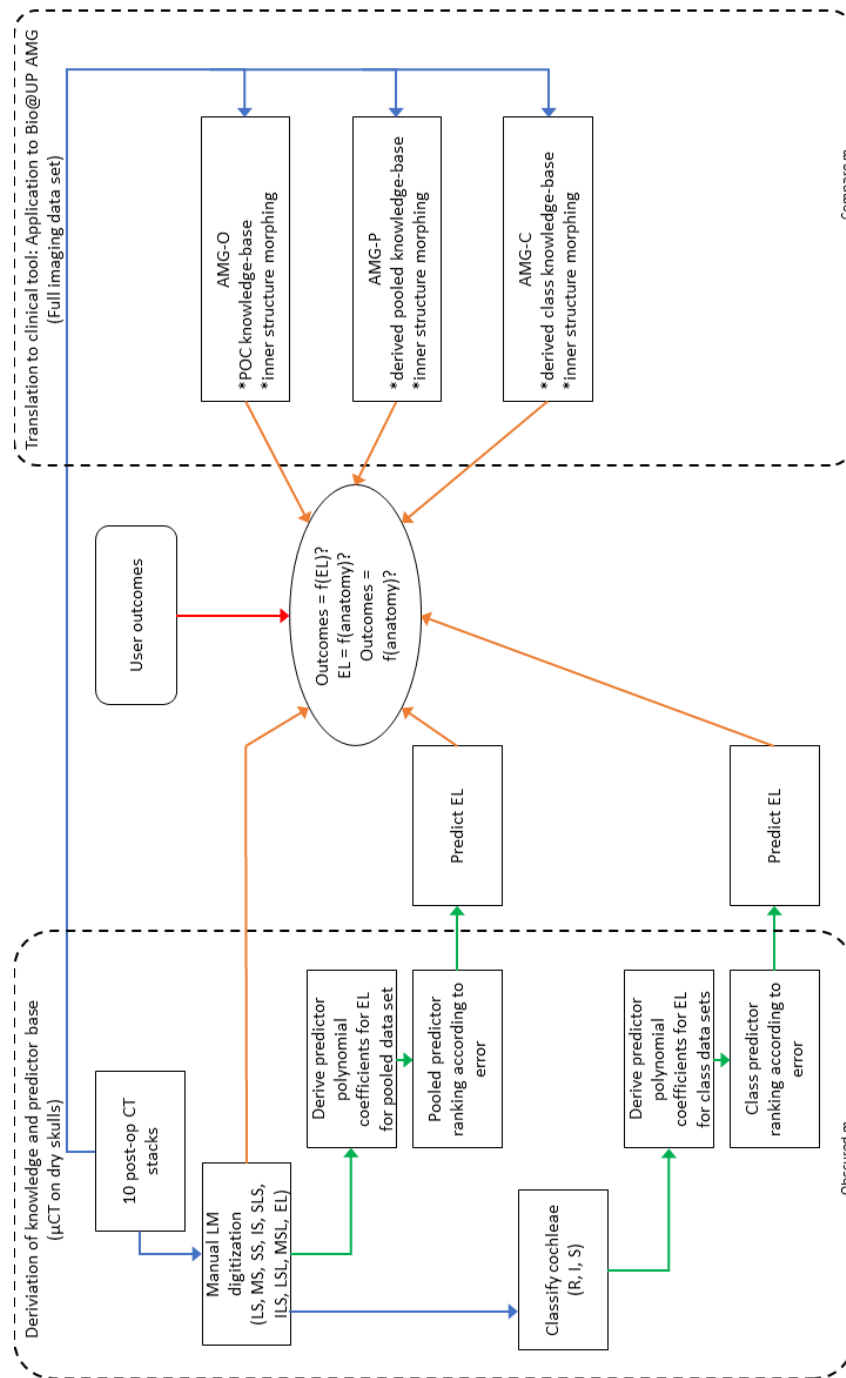 Deriviation of knowledge and predictor base
(µCT on dry skulls)
10 post-op CT
stacks
Manual LM
digitization
(LS, MS, SS, IS, SLS,
ILS, LSL, MSL, EL)
Derive predictor
polynomial
coefficients for EL
for pooled data set
Pooled predictor
ranking according to
error
Classify cochleae
(R, I, S)
Derive predictor
polynomial
coefficients for EL
for class data sets
Class predictor
ranking according to
error
Predict EL
Predict EL
User outcomes
Outcomes = f(EL)?
EL = f(anatomy)?
Outcomes =
f(anatomy)?
Translation to clinical tool: Application to Bio@UP AMG
(Full imaging data set)
AMG-O
*POC knowledge-base
*inner structure morphing
AMG-P
*derived pooled knowledge-base
*inner structure morphing
AMG-C
*derived class knowledge-base
*inner structure morphing